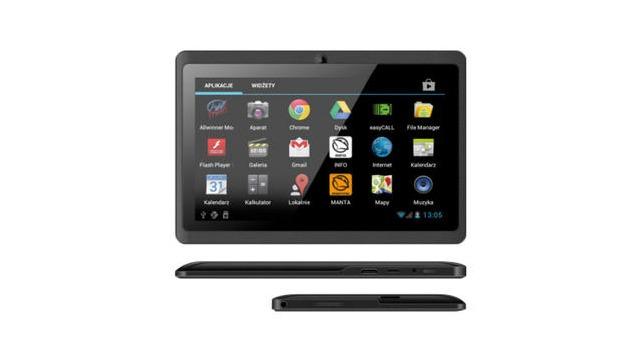 APLIKACJE WIDŻETY
Allwinner Mo Aparat Chrome Dysk easyCALL File Manager
Flash Player Galeria Gmail INFO Internet Kalendarz
31
Kalendarz Kalkulator Lokalnie MANTA Mapy Muzyka
13:05